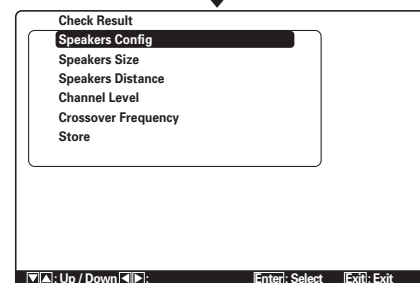 Check Result
Speakers Config
Speakers Size
Speakers Distance
Channel Level
Crossover Frequency
Store
▼▲: Up / Down ◀▶: Enter: Select Exit: Exit